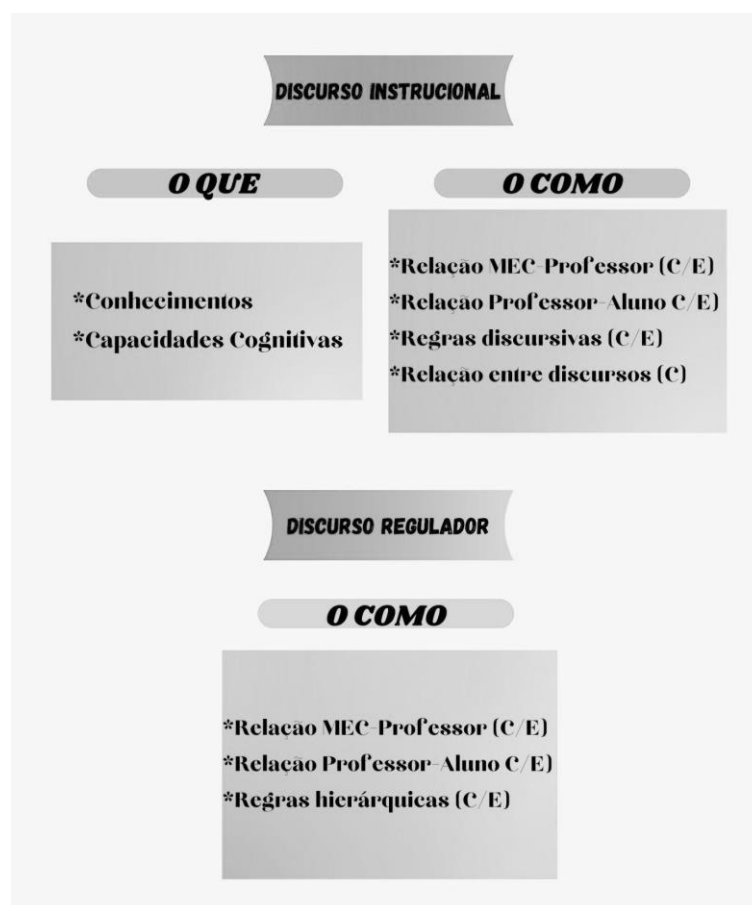 DISCURSO INSTRUCIONAL
O QUE
*Conhecimentos
*Capacidades Cognitivas
O COMO
*Relação MEC-Professor (C/E)
*Relação Professor-Aluno C/E)
*Regras discursivas (C/E)
*Relação entre discursos (C)
DISCURSO REGULADOR
O COMO
*Relação MEC-Professor (C/E)
*Relação Professor-Aluno C/E)
*Regras hierárquicas (C/E)